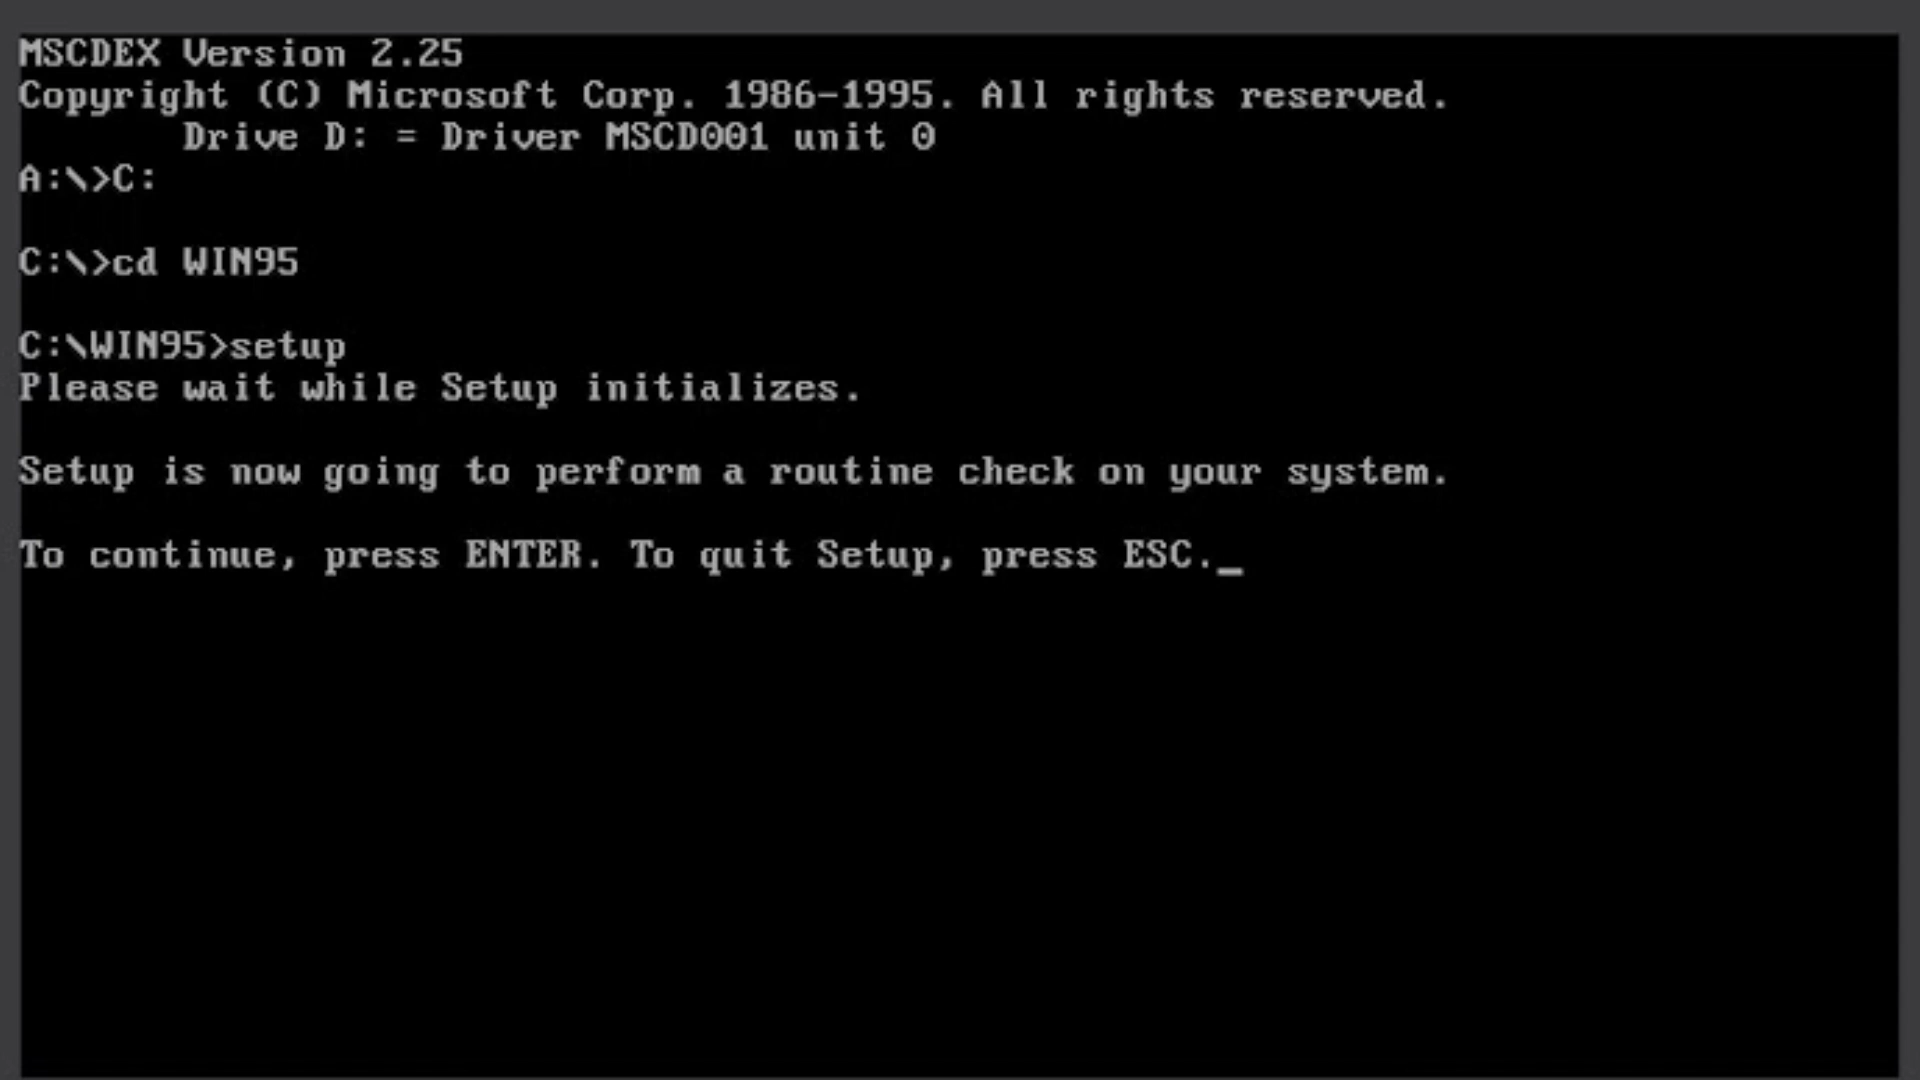 MSCDEX Version 2.25
Copyright (C) Microsoft Corp. 1986-1995. All rights reserved.
Drive D: = Driver MSCD001 unit 0
A:\>C:
C:\>cd WIN95
C:\WIN95>setup
Please wait while Setup initializes.
Setup is now going to perform a routine check on your system.
To continue, press ENTER. To quit Setup, press ESC._